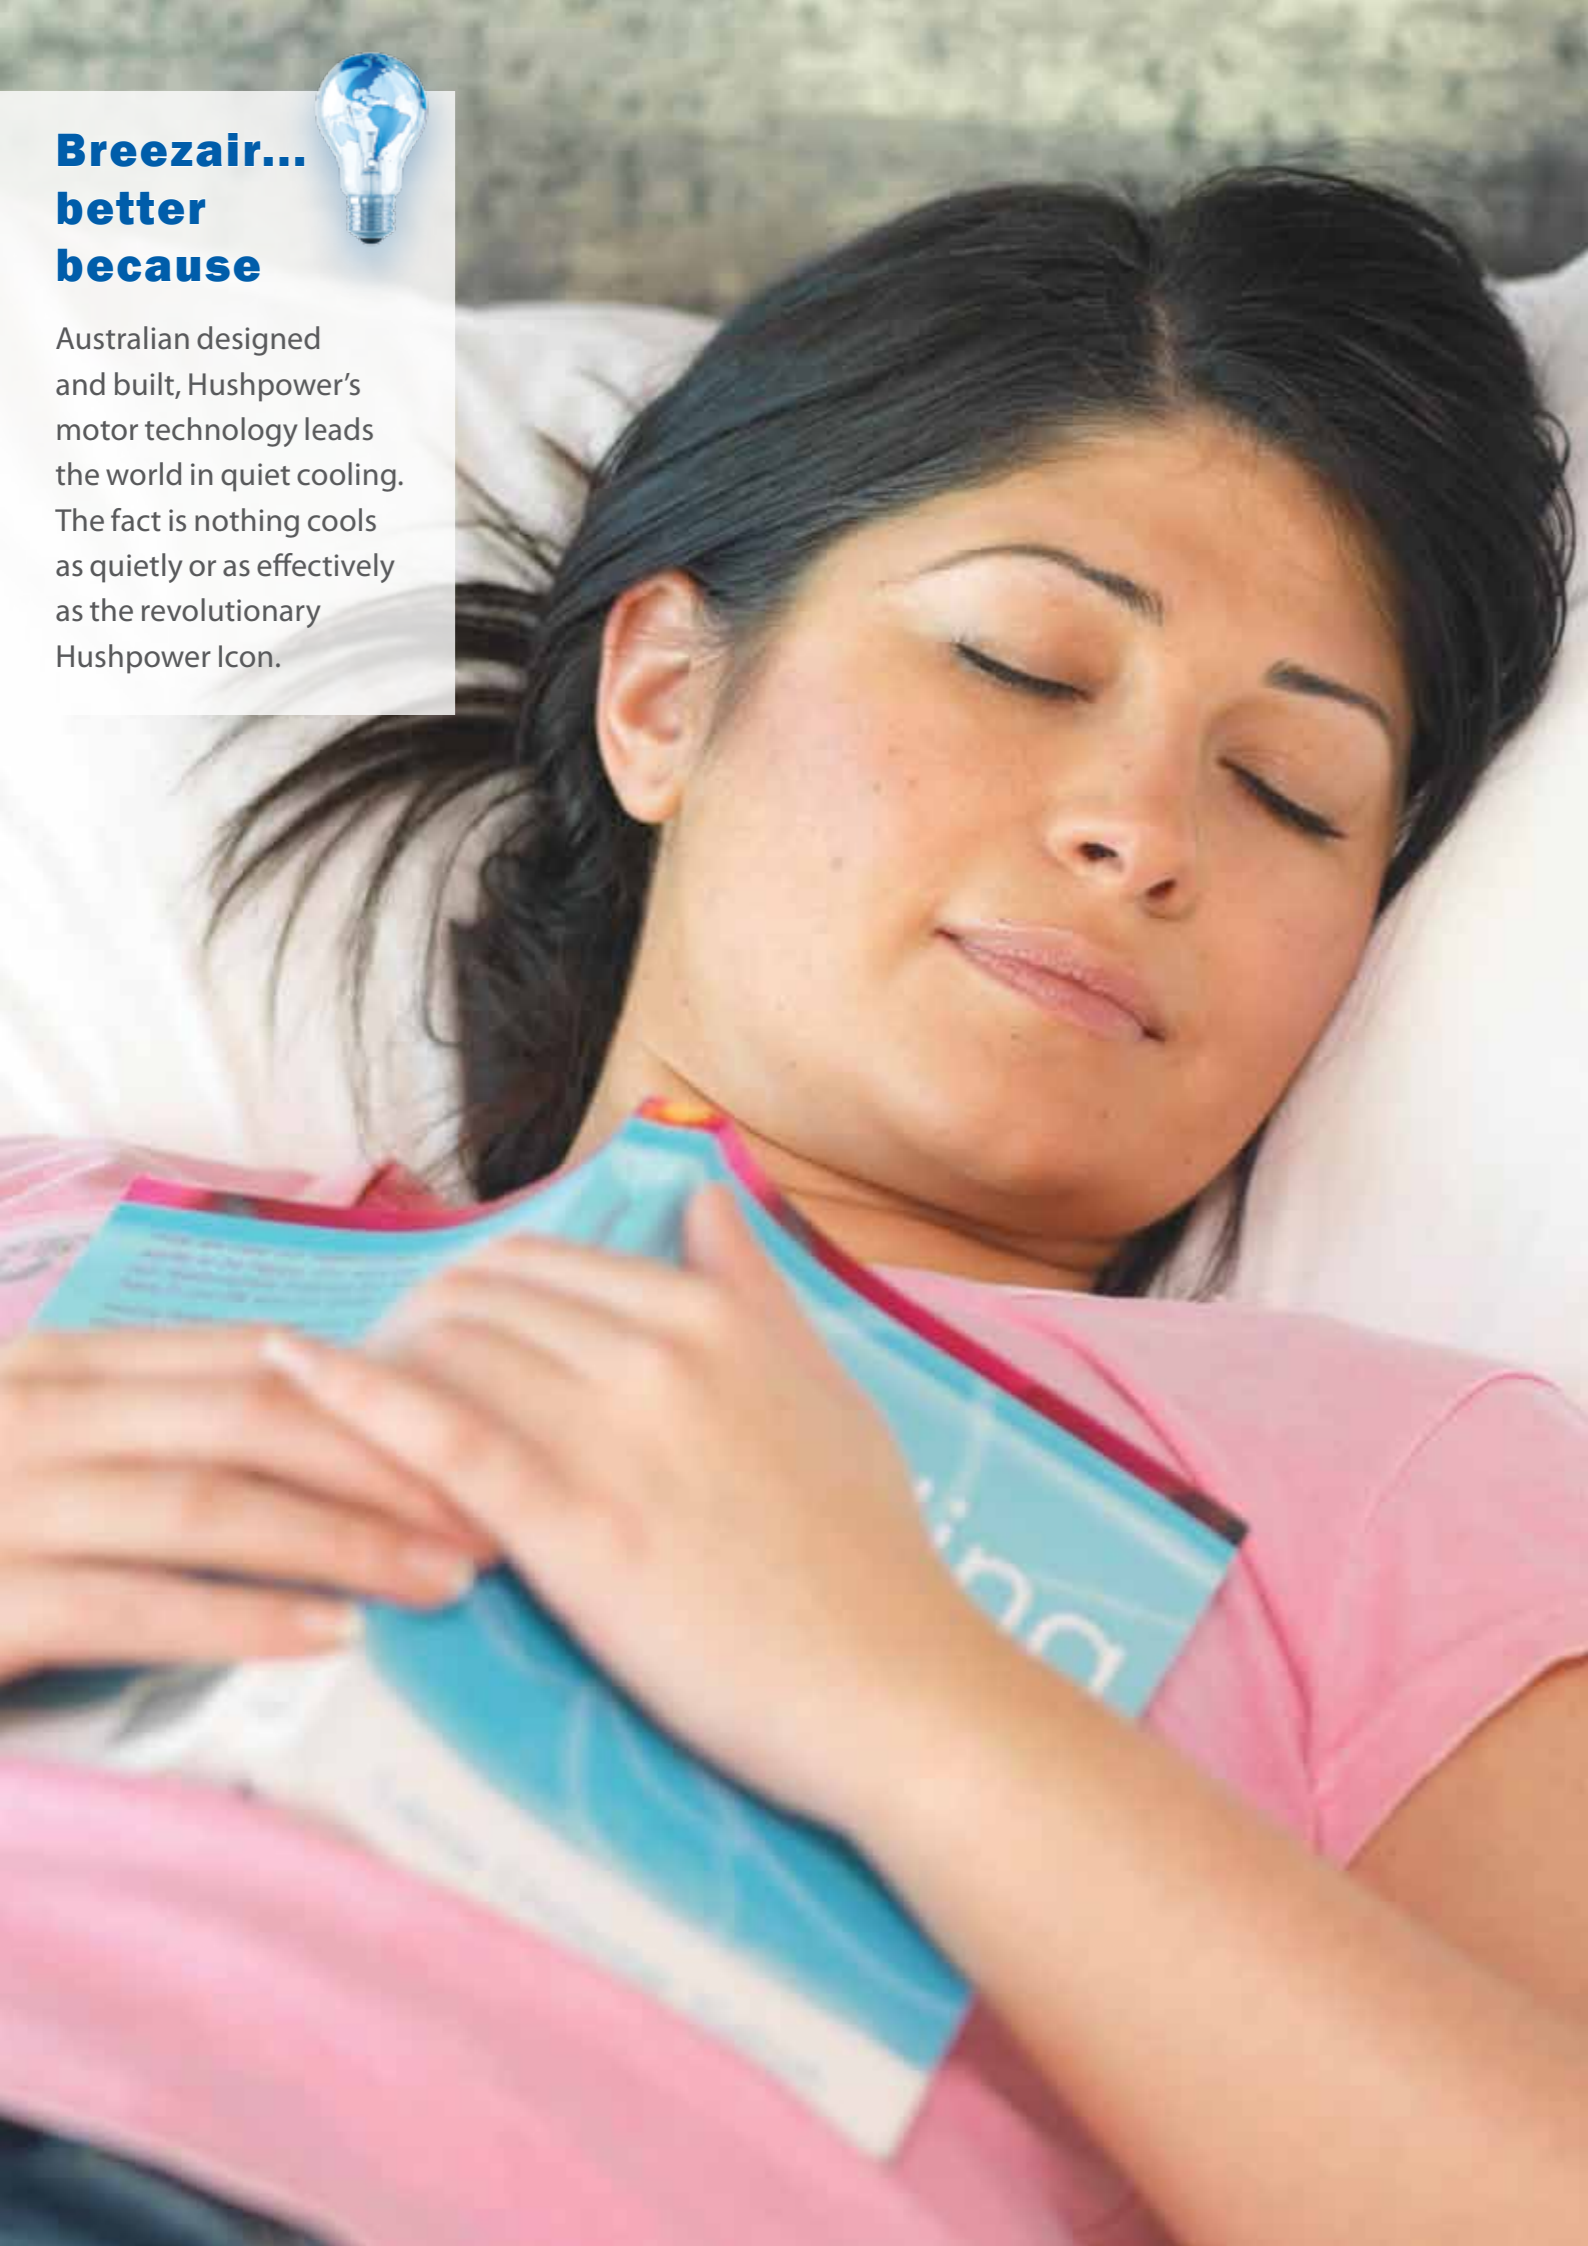 Breezair...
better
because
Australian designed
and built, Hushpower's
motor technology leads
the world in quiet cooling.
The fact is nothing cools
as quietly or as effectively
as the revolutionary
Hushpower Icon.